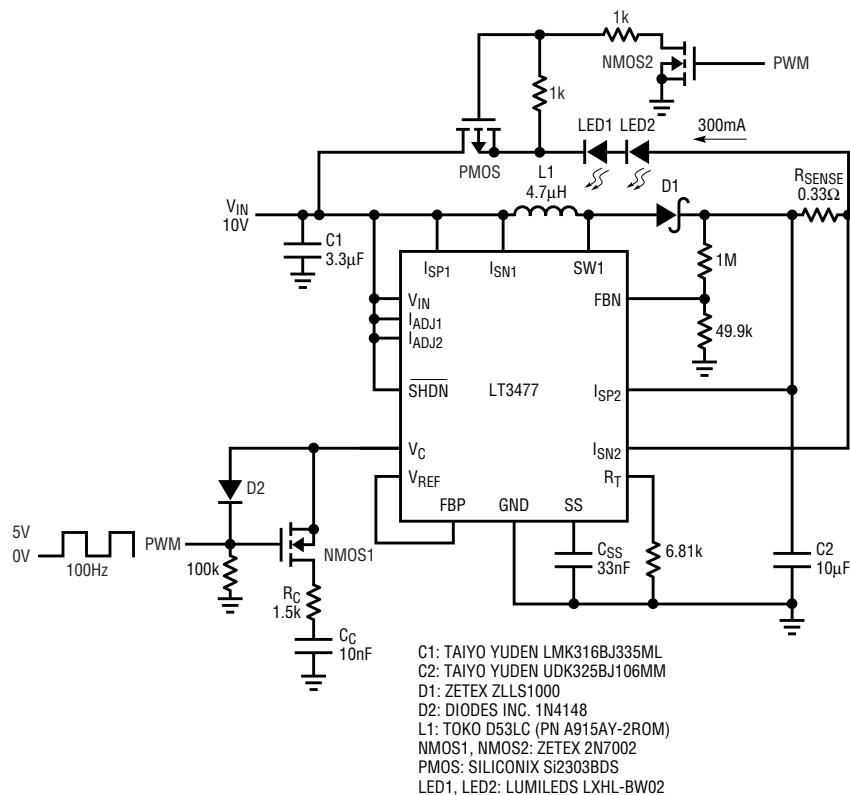 1k
NMOS2
PWM
1k
LED1 LED2
300mA
PMOS
L1
4.7µH
D1
RSENSE
0.33Ω
VIN
10V
C1
3.3µF
ISP1
ISN1
SW1
1M
VIN
FBN
IADJ1
IADJ2
49.9k
SHDN
LT3477
ISP2
VC
ISN2
D2
VREF
RT
FBP
GND
SS
5V
0V
100Hz
PWM
NMOS1
100k
CSS
33nF
6.81k
C2
10µF
RC
1.5k
CC
10nF
C1: TAIYO YUDEN LMK316BJ335ML
C2: TAIYO YUDEN UDK325BJ106MM
D1: ZETEX ZLLS1000
D2: DIODES INC. 1N4148
L1: TOKO D53LC (PN A915AY-2ROM)
NMOS1, NMOS2: ZETEX 2N7002
PMOS: SILICONIX Si2303BDS
LED1, LED2: LUMILEDS LXHL-BW02